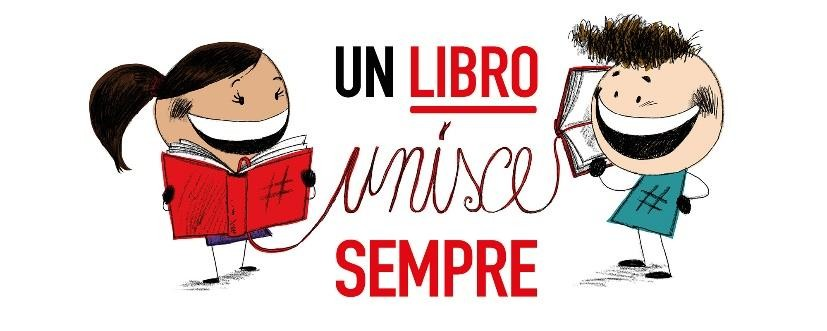 UN LIBRO
unisce
SEMPRE
#
#